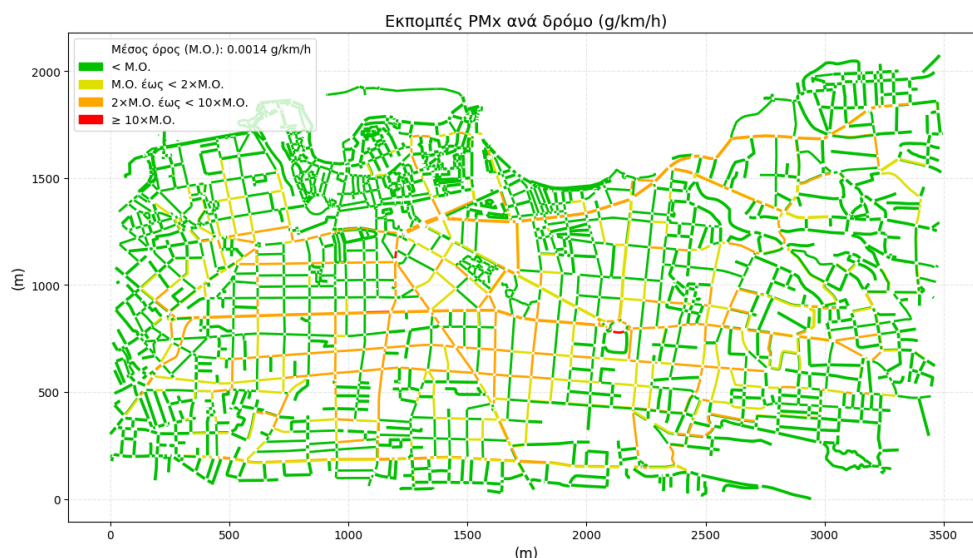 Εκπομπές PMx ανά δρόμο (g/km/h)
Μέσος όρος (Μ.Ο.): 0.0014 g/km/h
< Μ.Ο.
Μ.Ο. έως < 2×Μ.Ο.
2×Μ.Ο. έως < 10×Μ.Ο.
≥ 10×Μ.Ο.
2000
1500
1000
500
0
(m)
0 500 1000 1500 2000 2500 3000 3500
(m)